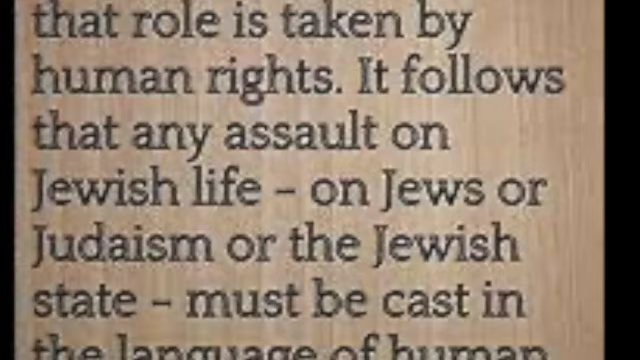 that role is taken by
human rights. It follows
that any assault on
Jewish life – on Jews or
Judaism or the Jewish
state – must be cast in
the language of human